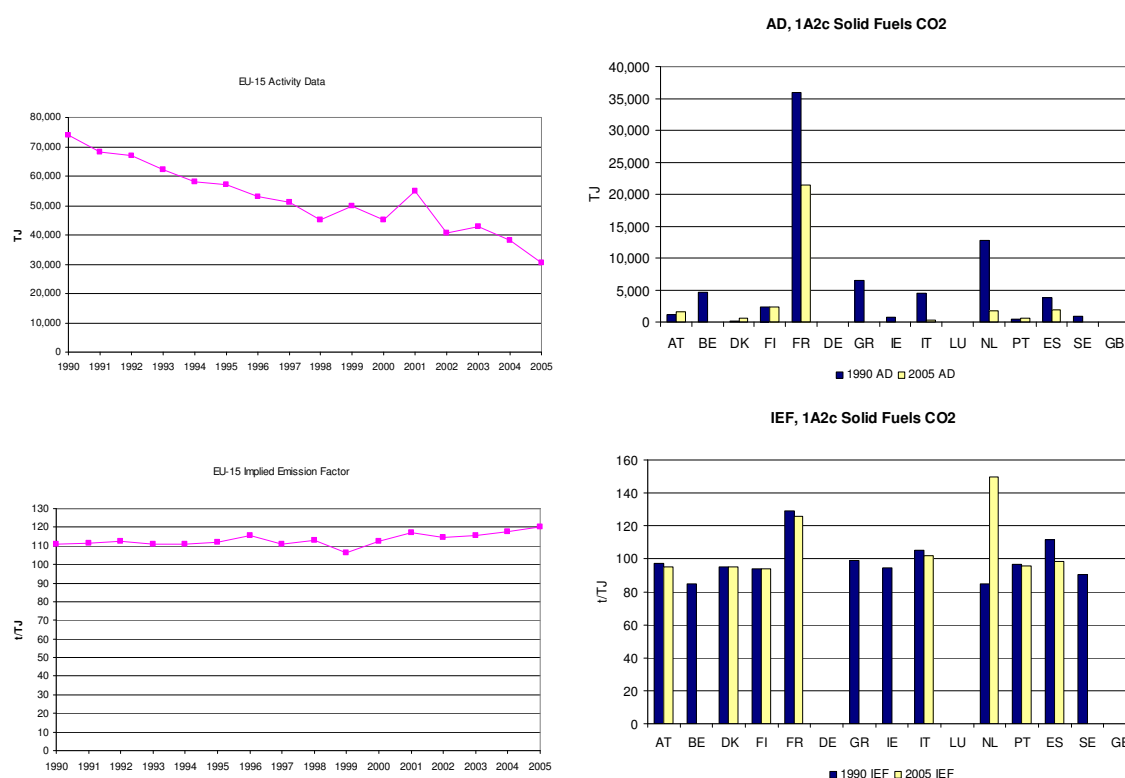 EU-15 Activity Data
80,000
70,000
60,000
50,000
40,000
30,000
20,000
10,000
0
TJ
1990 1991 1992 1993 1994 1995 1996 1997 1998 1999 2000 2001 2002 2003 2004 2005
AD, 1A2c Solid Fuels CO2
40,000
35,000
30,000
25,000
20,000
15,000
10,000
5,000
0
TJ
AT BE DK FI FR DE GR IE IT LU NL PT ES SE GB
1990 AD 2005 AD
EU-15 Implied Emission Factor
130
120
110
100
90
80
70
60
50
40
30
20
10
0
t/TJ
1990 1991 1992 1993 1994 1995 1996 1997 1998 1999 2000 2001 2002 2003 2004 2005
IEF, 1A2c Solid Fuels CO2
160
140
120
100
80
60
40
20
0
t/TJ
AT BE DK FI FR DE GR IE IT LU NL PT ES SE GB
1990 IEF 2005 IEF